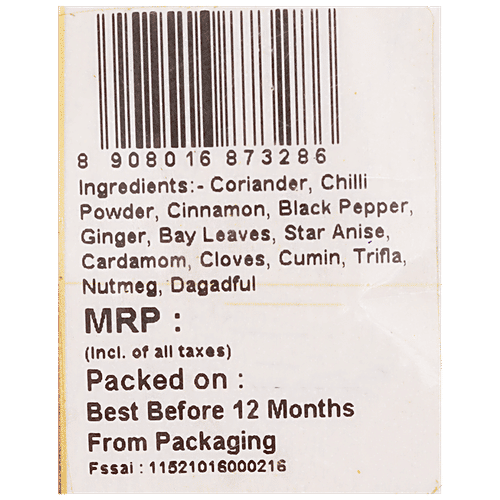 8 908016 873286
Ingredients:- Coriander, Chilli
Powder, Cinnamon, Black Pepper,
Ginger, Bay Leaves, Star Anise,
Cardamom, Cloves, Cumin, Trifla,
Nutmeg, Dagadful
MRP :
(Incl. of all taxes)
Packed on :
Best Before 12 Months
From Packaging
Fssai : 11521016000216